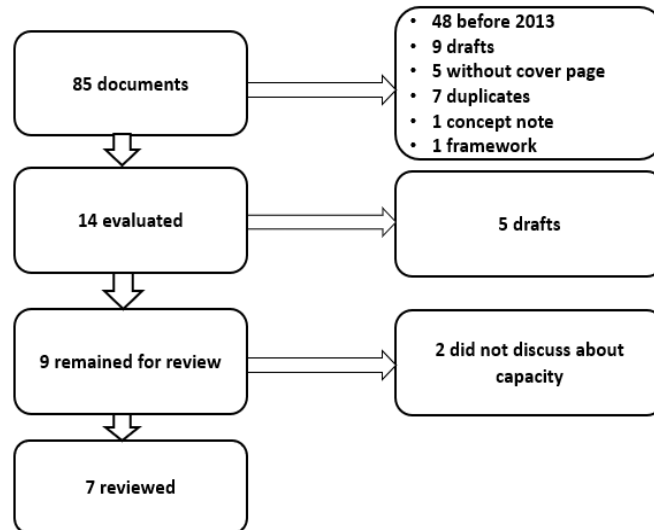 85 documents
• 48 before 2013
• 9 drafts
• 5 without cover page
• 7 duplicates
• 1 concept note
• 1 framework
14 evaluated
5 drafts
9 remained for review
2 did not discuss about
capacity
7 reviewed